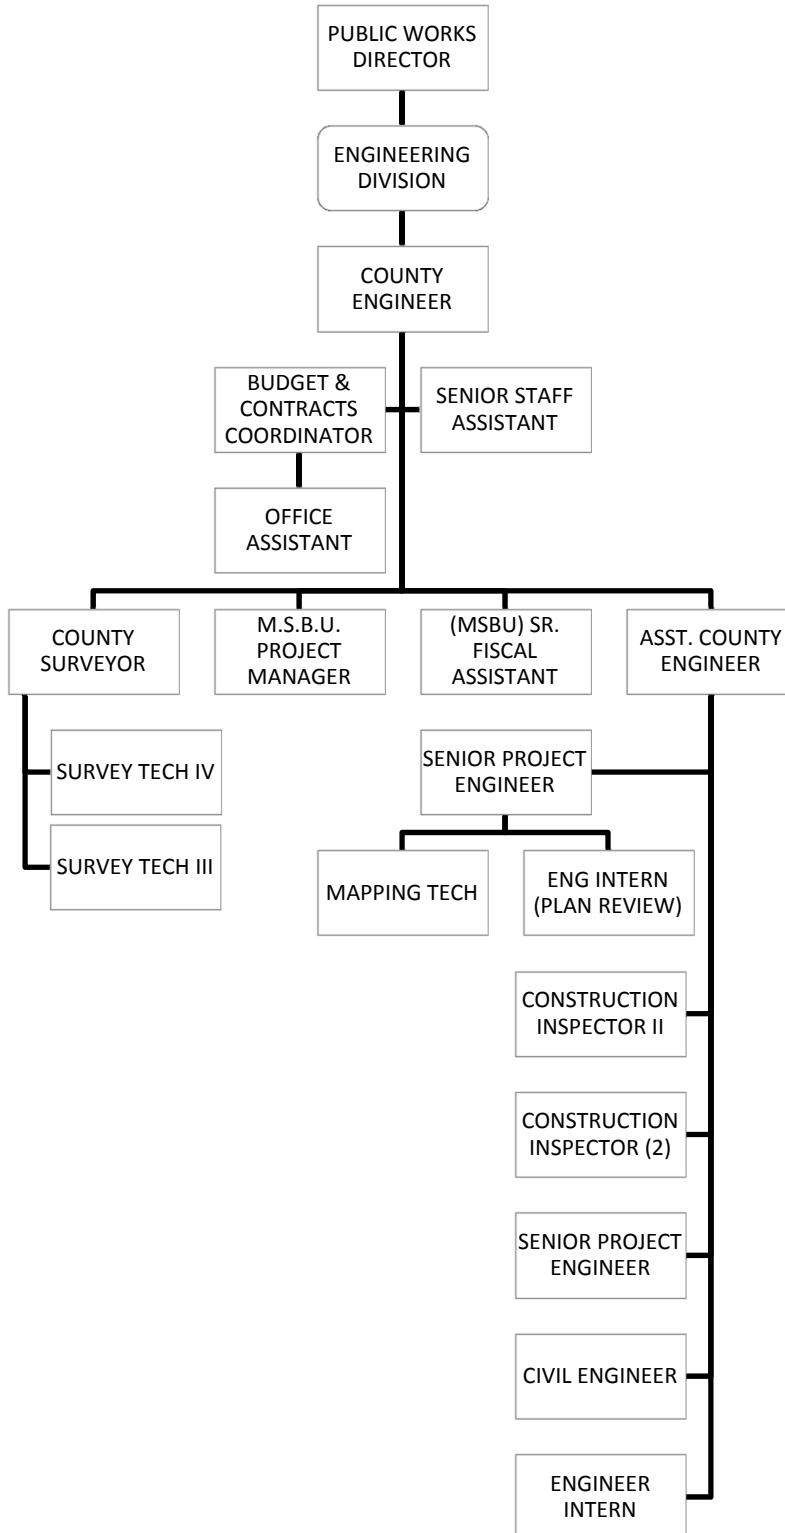 PUBLIC WORKS
DIRECTOR
ENGINEERING
DIVISION
COUNTY
ENGINEER
BUDGET &
CONTRACTS
COORDINATOR
SENIOR STAFF
ASSISTANT
OFFICE
ASSISTANT
COUNTY
SURVEYOR
M.S.B.U.
PROJECT
MANAGER
(MSBU) SR.
FISCAL
ASSISTANT
ASST. COUNTY
ENGINEER
SURVEY TECH IV
SURVEY TECH III
SENIOR PROJECT
ENGINEER
MAPPING TECH
ENG INTERN
(PLAN REVIEW)
CONSTRUCTION
INSPECTOR II
CONSTRUCTION
INSPECTOR (2)
SENIOR PROJECT
ENGINEER
CIVIL ENGINEER
ENGINEER
INTERN